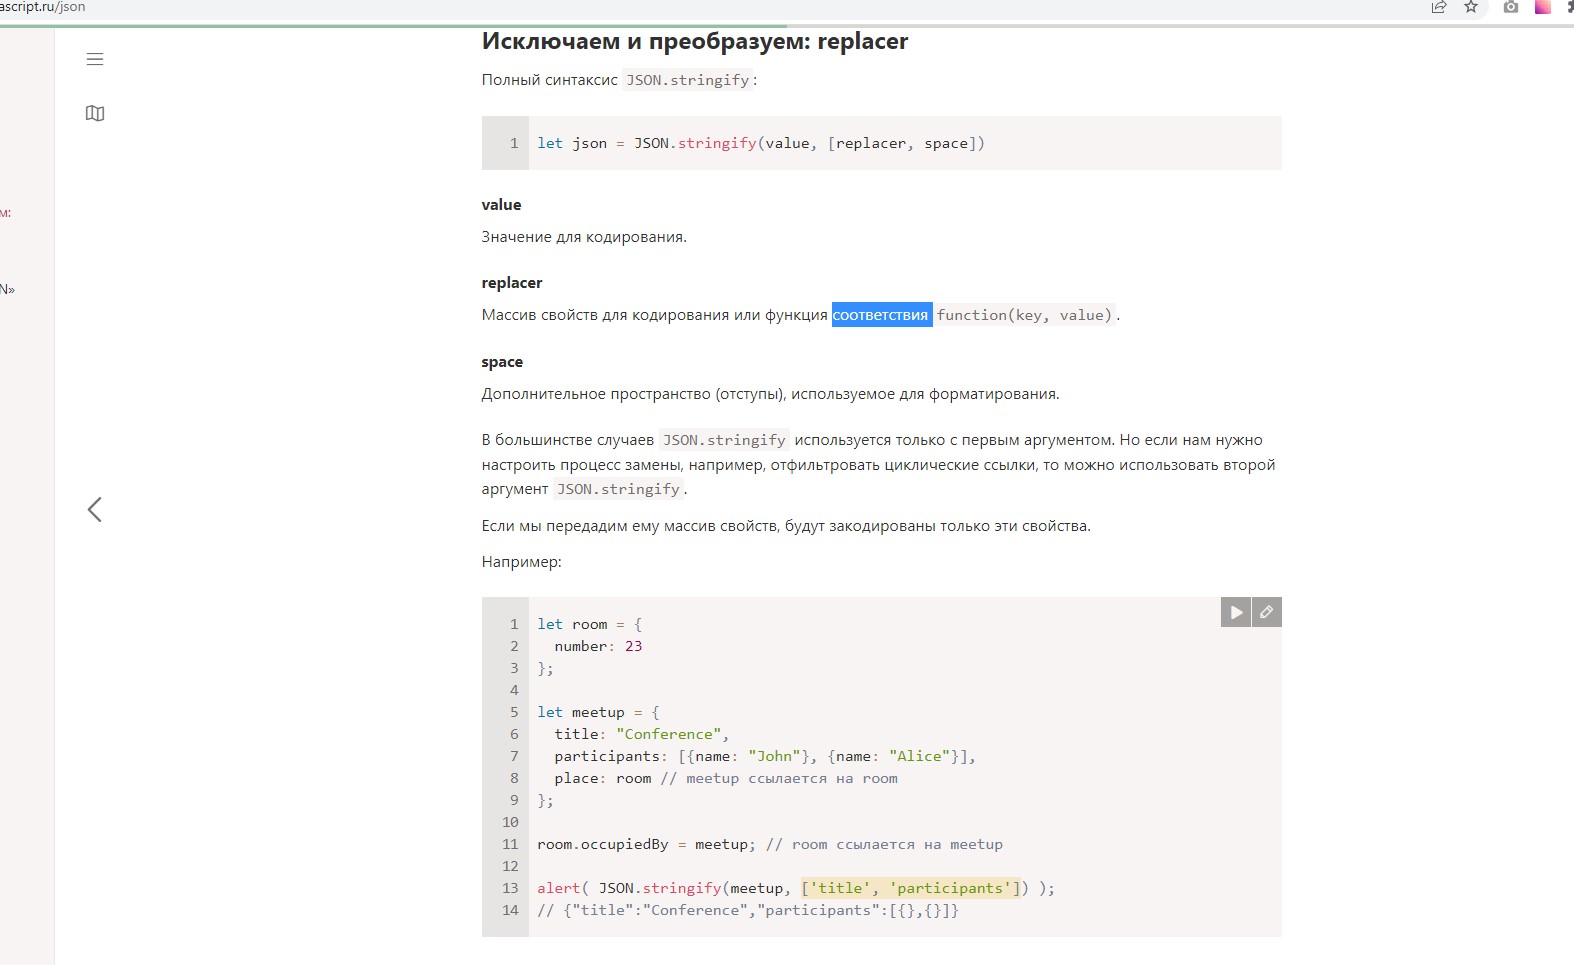 ascript.ru/json
м:
N»
Исключаем и преобразуем: replacer
Полный синтаксис JSON.stringify:
1 let json = JSON.stringify(value, [replacer, space])
value
Значение для кодирования.
replacer
Массив свойств для кодирования или функция соответствия function(key, value).
space
Дополнительное пространство (отступы), используемое для форматирования.
В большинстве случаев JSON.stringify используется только с первым аргументом. Но если нам нужно
настроить процесс замены, например, отфильтровать циклические ссылки, то можно использовать второй
аргумент JSON.stringify.
Если мы передадим ему массив свойств, будут закодированы только эти свойства.
Например:
1 let room = {
2   number: 23
3 };
4
5 let meetup = {
6   title: "Conference",
7   participants: [{name: "John"}, {name: "Alice"}],
8   place: room // meetup ссылается на room
9 };
10
11 room.occupiedBy = meetup; // room ссылается на meetup
12
13 alert( JSON.stringify(meetup, ['title', 'participants']) );
14 // {"title":"Conference","participants":[{},{}]}